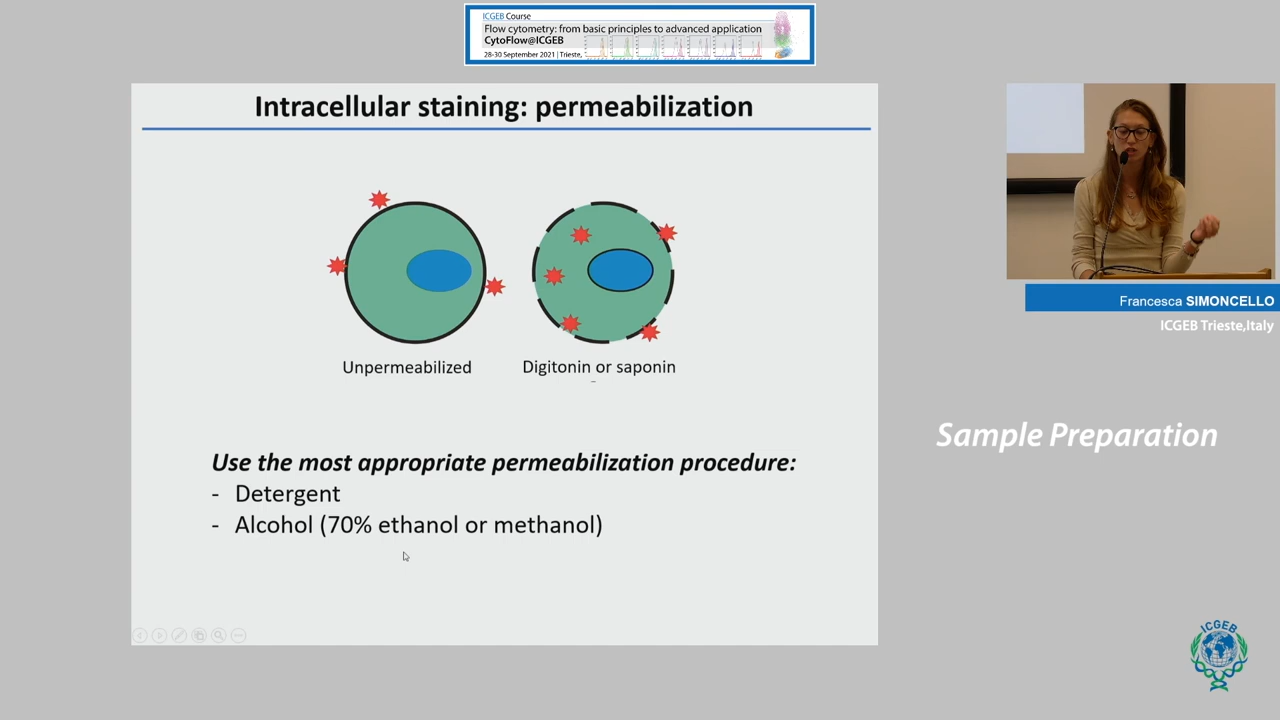 ICGEB Course
Flow cytometry: from basic principles to advanced application
CytoFlow@ICGEB
28-30 September 2021 | Trieste,
Intracellular staining: permeabilization
Unpermeabilized
Digitonin or saponin
Use the most appropriate permeabilization procedure:
- Detergent
- Alcohol (70% ethanol or methanol)
Francesca SIMONCELLO
ICGEB Trieste,Italy
Sample Preparation
ICGEB